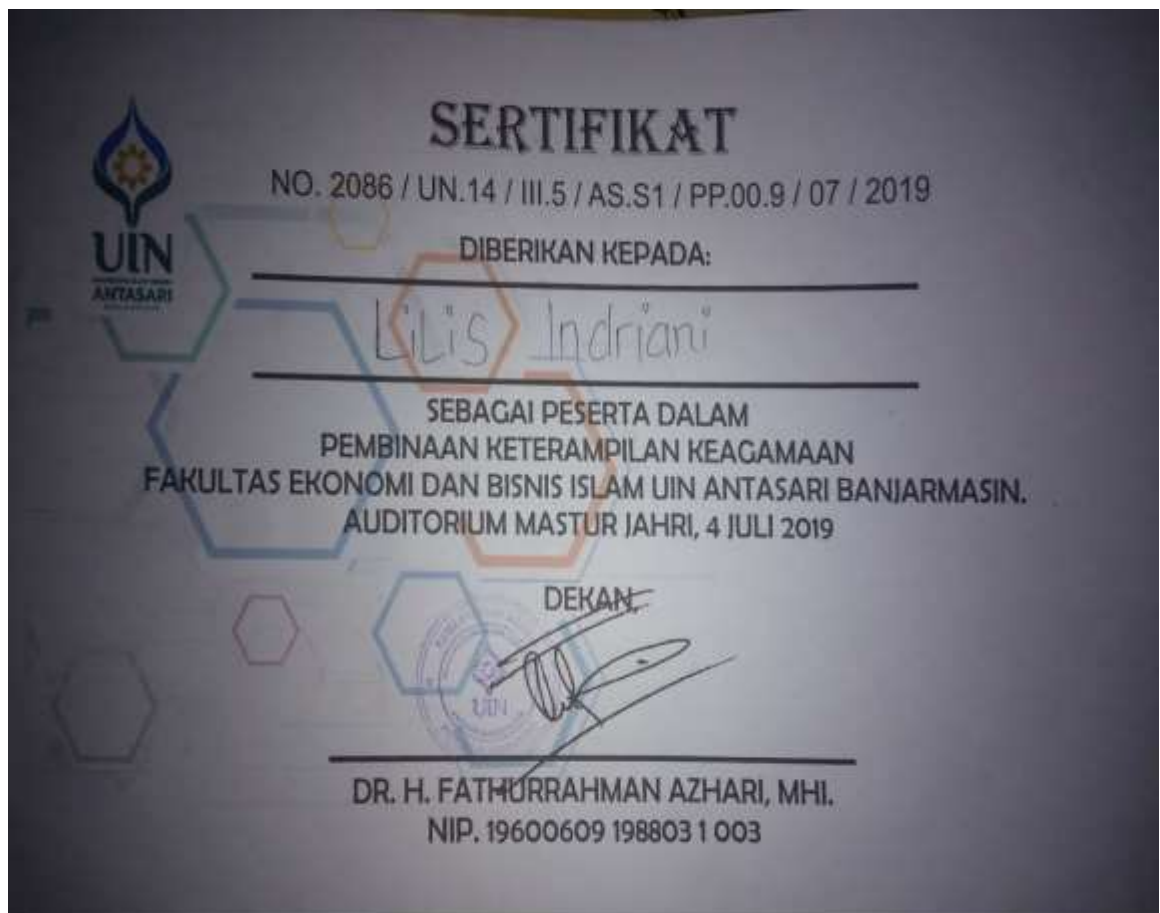 SERTIFIKAT
NO. 2086 / UN.14 / III.5 / AS.S1 / PP.00.9 / 07 / 2019
UIN
ANTASARI
DIBERIKAN KEPADA:
Lilis Indriani
SEBAGAI PESERTA DALAM
PEMBINAAN KETERAMPILAN KEAGAMAAN
FAKULTAS EKONOMI DAN BISNIS ISLAM UIN ANTASARI BANJARMASIN.
AUDITORIUM MASTUR JAHRI, 4 JULI 2019
DEKAN,
UIN
DR. H. FATHURRAHMAN AZHARI, MHI.
NIP. 19600609 198803 1 003